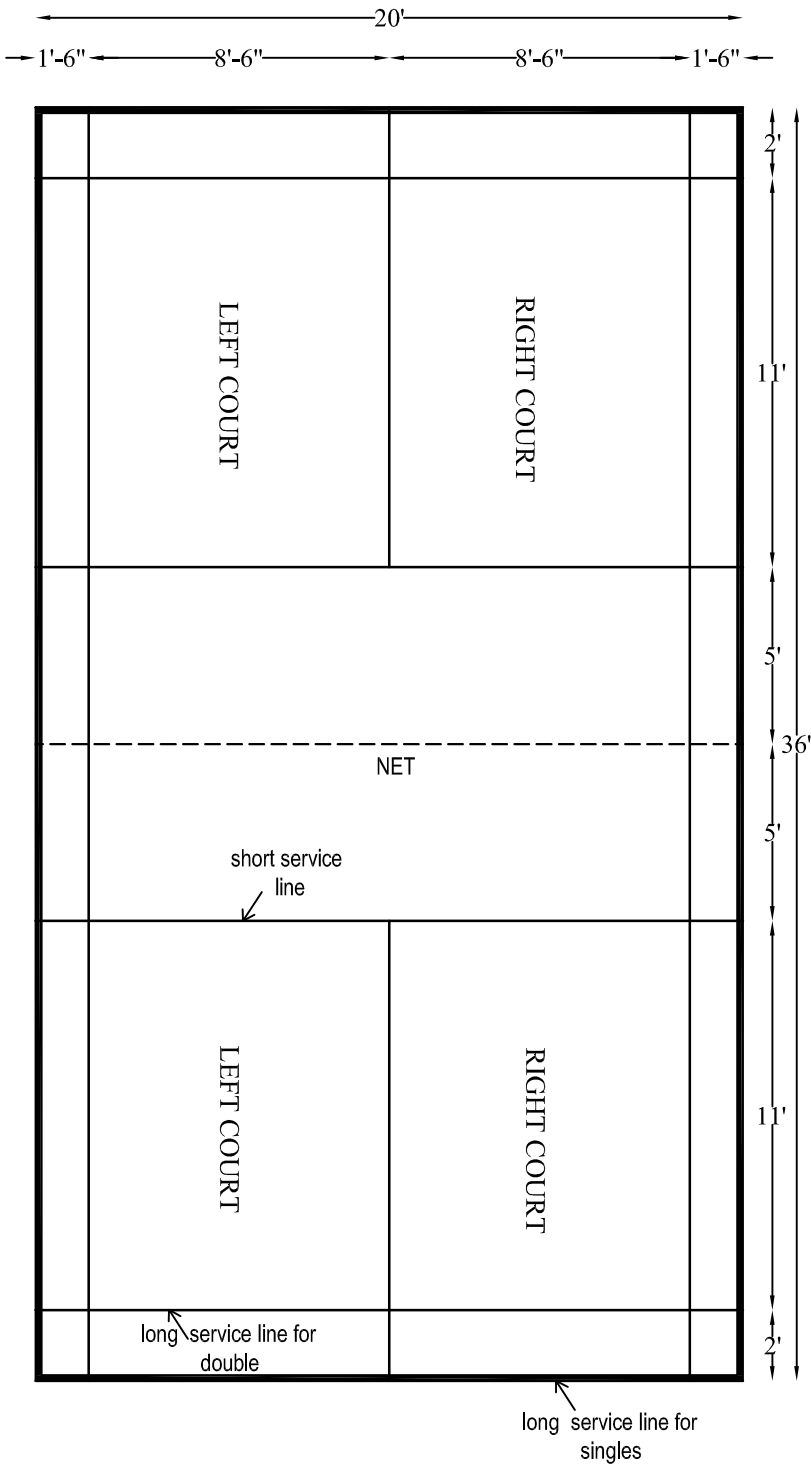 20'
1'-6" 8'-6" 8'-6" 1'-6"
2'
LEFT COURT
RIGHT COURT
11'
5'
36'
NET
5'
short service
line
LEFT COURT
RIGHT COURT
11'
long service line for
double
2'
long service line for
singles